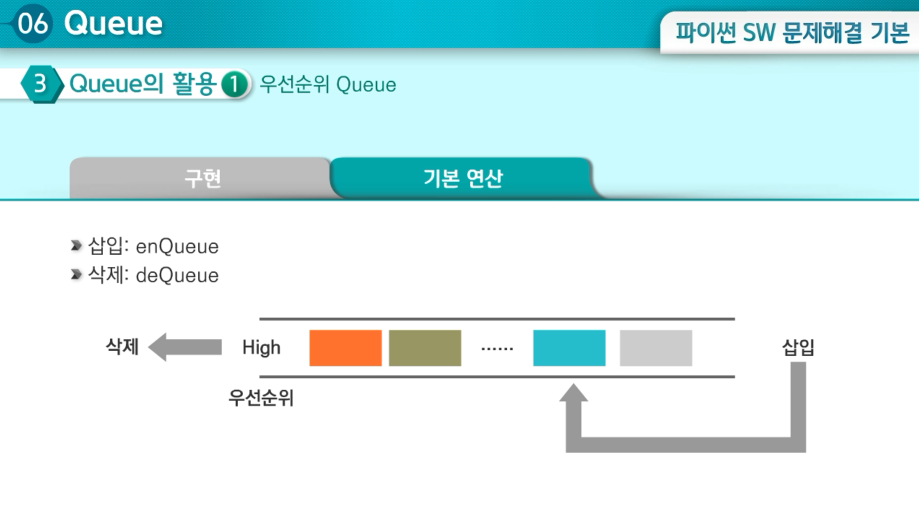 06 Queue
파이썬 SW 문제해결 기본
3 Queue의 활용 1 우선순위 Queue
구현
기본 연산
삽입: enQueue
삭제: deQueue
삭제
High
......
삽입
우선순위